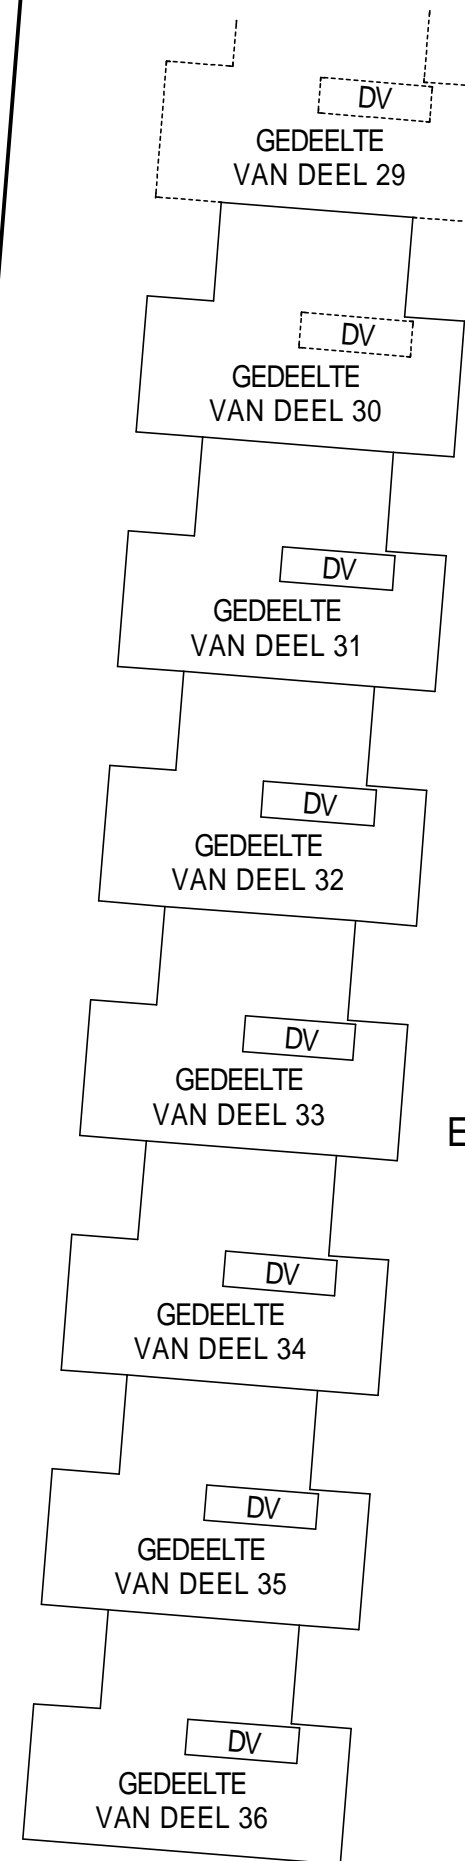 DV
GEDEELTE
VAN DEEL 29
DV
GEDEELTE
VAN DEEL 30
DV
GEDEELTE
VAN DEEL 31
DV
GEDEELTE
VAN DEEL 32
DV
GEDEELTE
VAN DEEL 33
E
DV
GEDEELTE
VAN DEEL 34
DV
GEDEELTE
VAN DEEL 35
DV
GEDEELTE
VAN DEEL 36